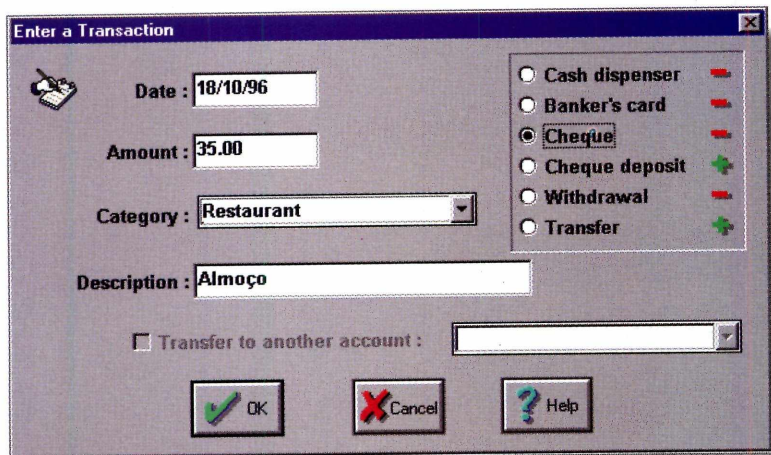 Enter a Transaction
Date : 18/10/96
Amount : 35.00
Category : Restaurant
Description : Almoço
Cash dispenser
Banker's card
Cheque
Cheque deposit
Withdrawal
Transfer
Transfer to another account :
OK
Cancel
Help